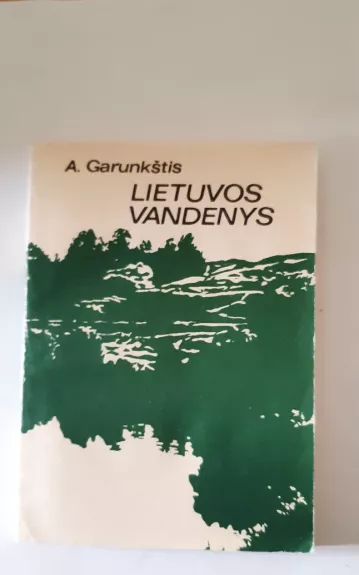 A. Garunkštis
LIETUVOS
VANDENYS